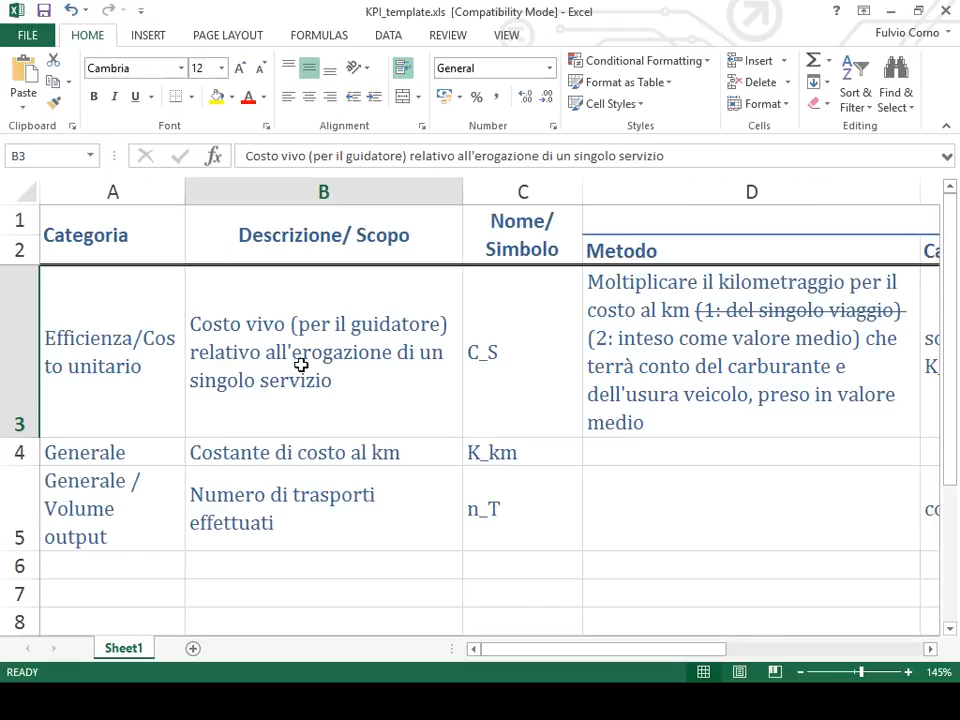 KPI_template.xls [Compatibility Mode] - Excel
?
FILE HOME INSERT PAGE LAYOUT FORMULAS DATA REVIEW VIEW
Fulvio Corno
Paste
Cambria 12
B I U
General
Conditional Formatting
Format as Table
Cell Styles
Insert
Delete
Format
Sort & Filter
Find & Select
Clipboard Font Alignment Number Styles Cells Editing
B3 fx Costo vivo (per il guidatore) relativo all'erogazione di un singolo servizio
A B C D
1
2
3
4
5
6
7
8
Categoria
Descrizione/ Scopo
Nome/
Simbolo
Metodo
Ca
Efficienza/Cos
to unitario
Costo vivo (per il guidatore)
relativo all'erogazione di un
singolo servizio
C_S
Moltiplicare il kilometraggio per il
costo al km (1: del singolo viaggio)
(2: inteso come valore medio) che
terrà conto del carburante e
dell'usura veicolo, preso in valore
medio
sc
K_
Generale
Costante di costo al km
K_km
Generale /
Volume
output
Numero di trasporti
effettuati
n_T
co
Sheet1
READY
145%